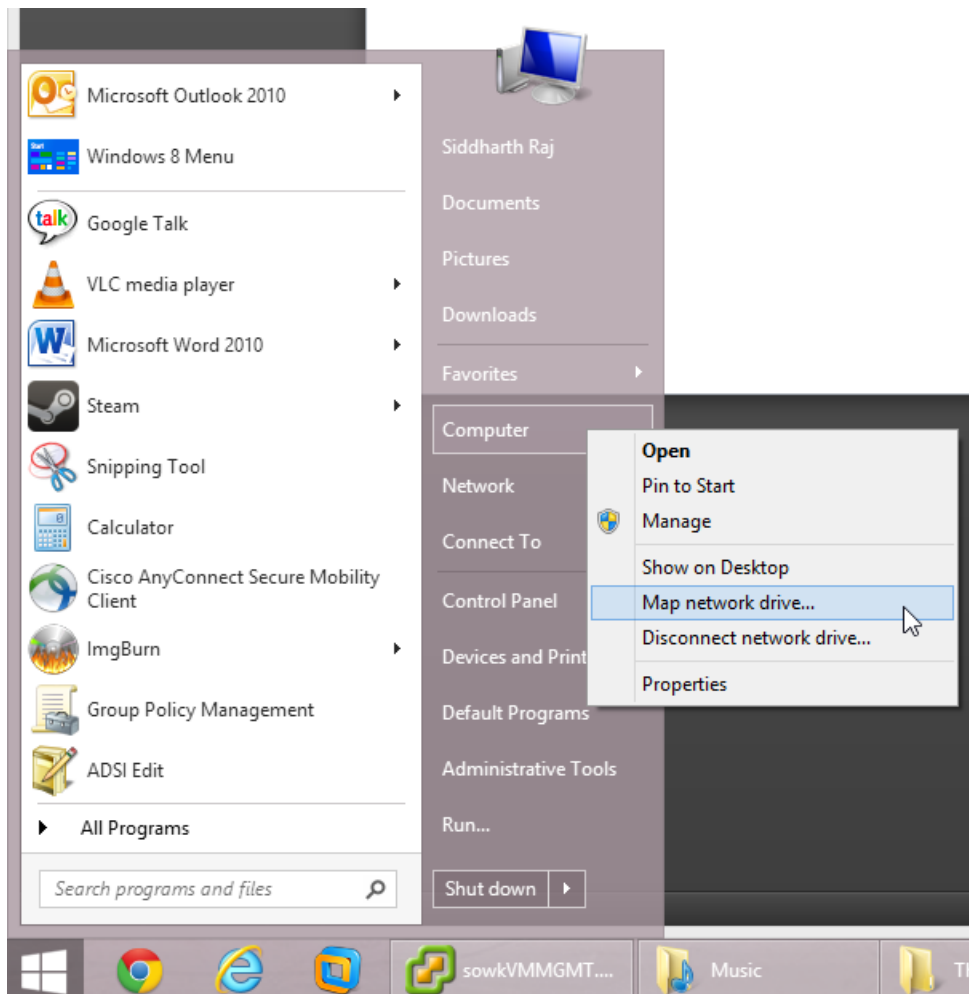 Microsoft Outlook 2010
Start
Windows 8 Menu
talk
Google Talk
VLC media player
Microsoft Word 2010
Steam
Snipping Tool
Calculator
Cisco AnyConnect Secure Mobility
Client
ImgBurn
Group Policy Management
ADSI Edit
All Programs
Search programs and files
Siddharth Raj
Documents
Pictures
Downloads
Favorites
Computer
Network
Connect To
Control Panel
Devices and Print
Default Programs
Administrative Tools
Run...
Shut down
Open
Pin to Start
Manage
Show on Desktop
Map network drive...
Disconnect network drive...
Properties
sowkVMMGMT....
Music